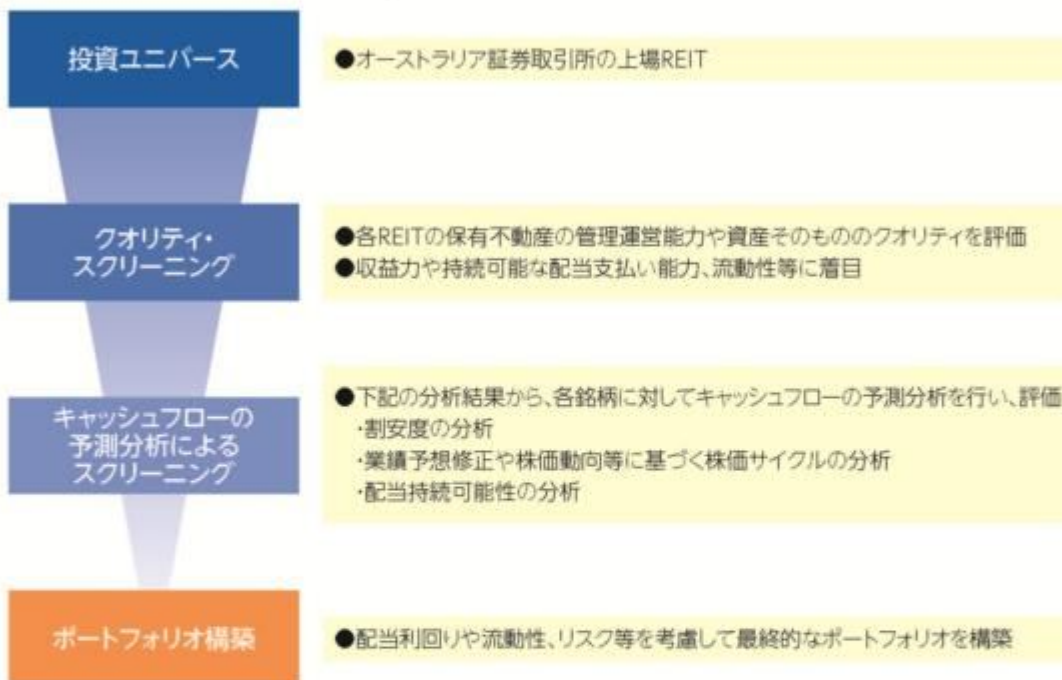 投資ユニバース
●オーストラリア証券取引所の上場REIT
クオリティ・
スクリーニング
●各REITの保有不動産の管理運営能力や資産そのもののクオリティを評価
●収益力や持続可能な配当支払い能力、流動性等に着目
キャッシュフローの
予測分析による
スクリーニング
●下記の分析結果から、各銘柄に対してキャッシュフローの予測分析を行い、評価
・割安度の分析
・業績予想修正や株価動向等に基づく株価サイクルの分析
・配当持続可能性の分析
ポートフォリオ構築
●配当利回りや流動性、リスク等を考慮して最終的なポートフォリオを構築